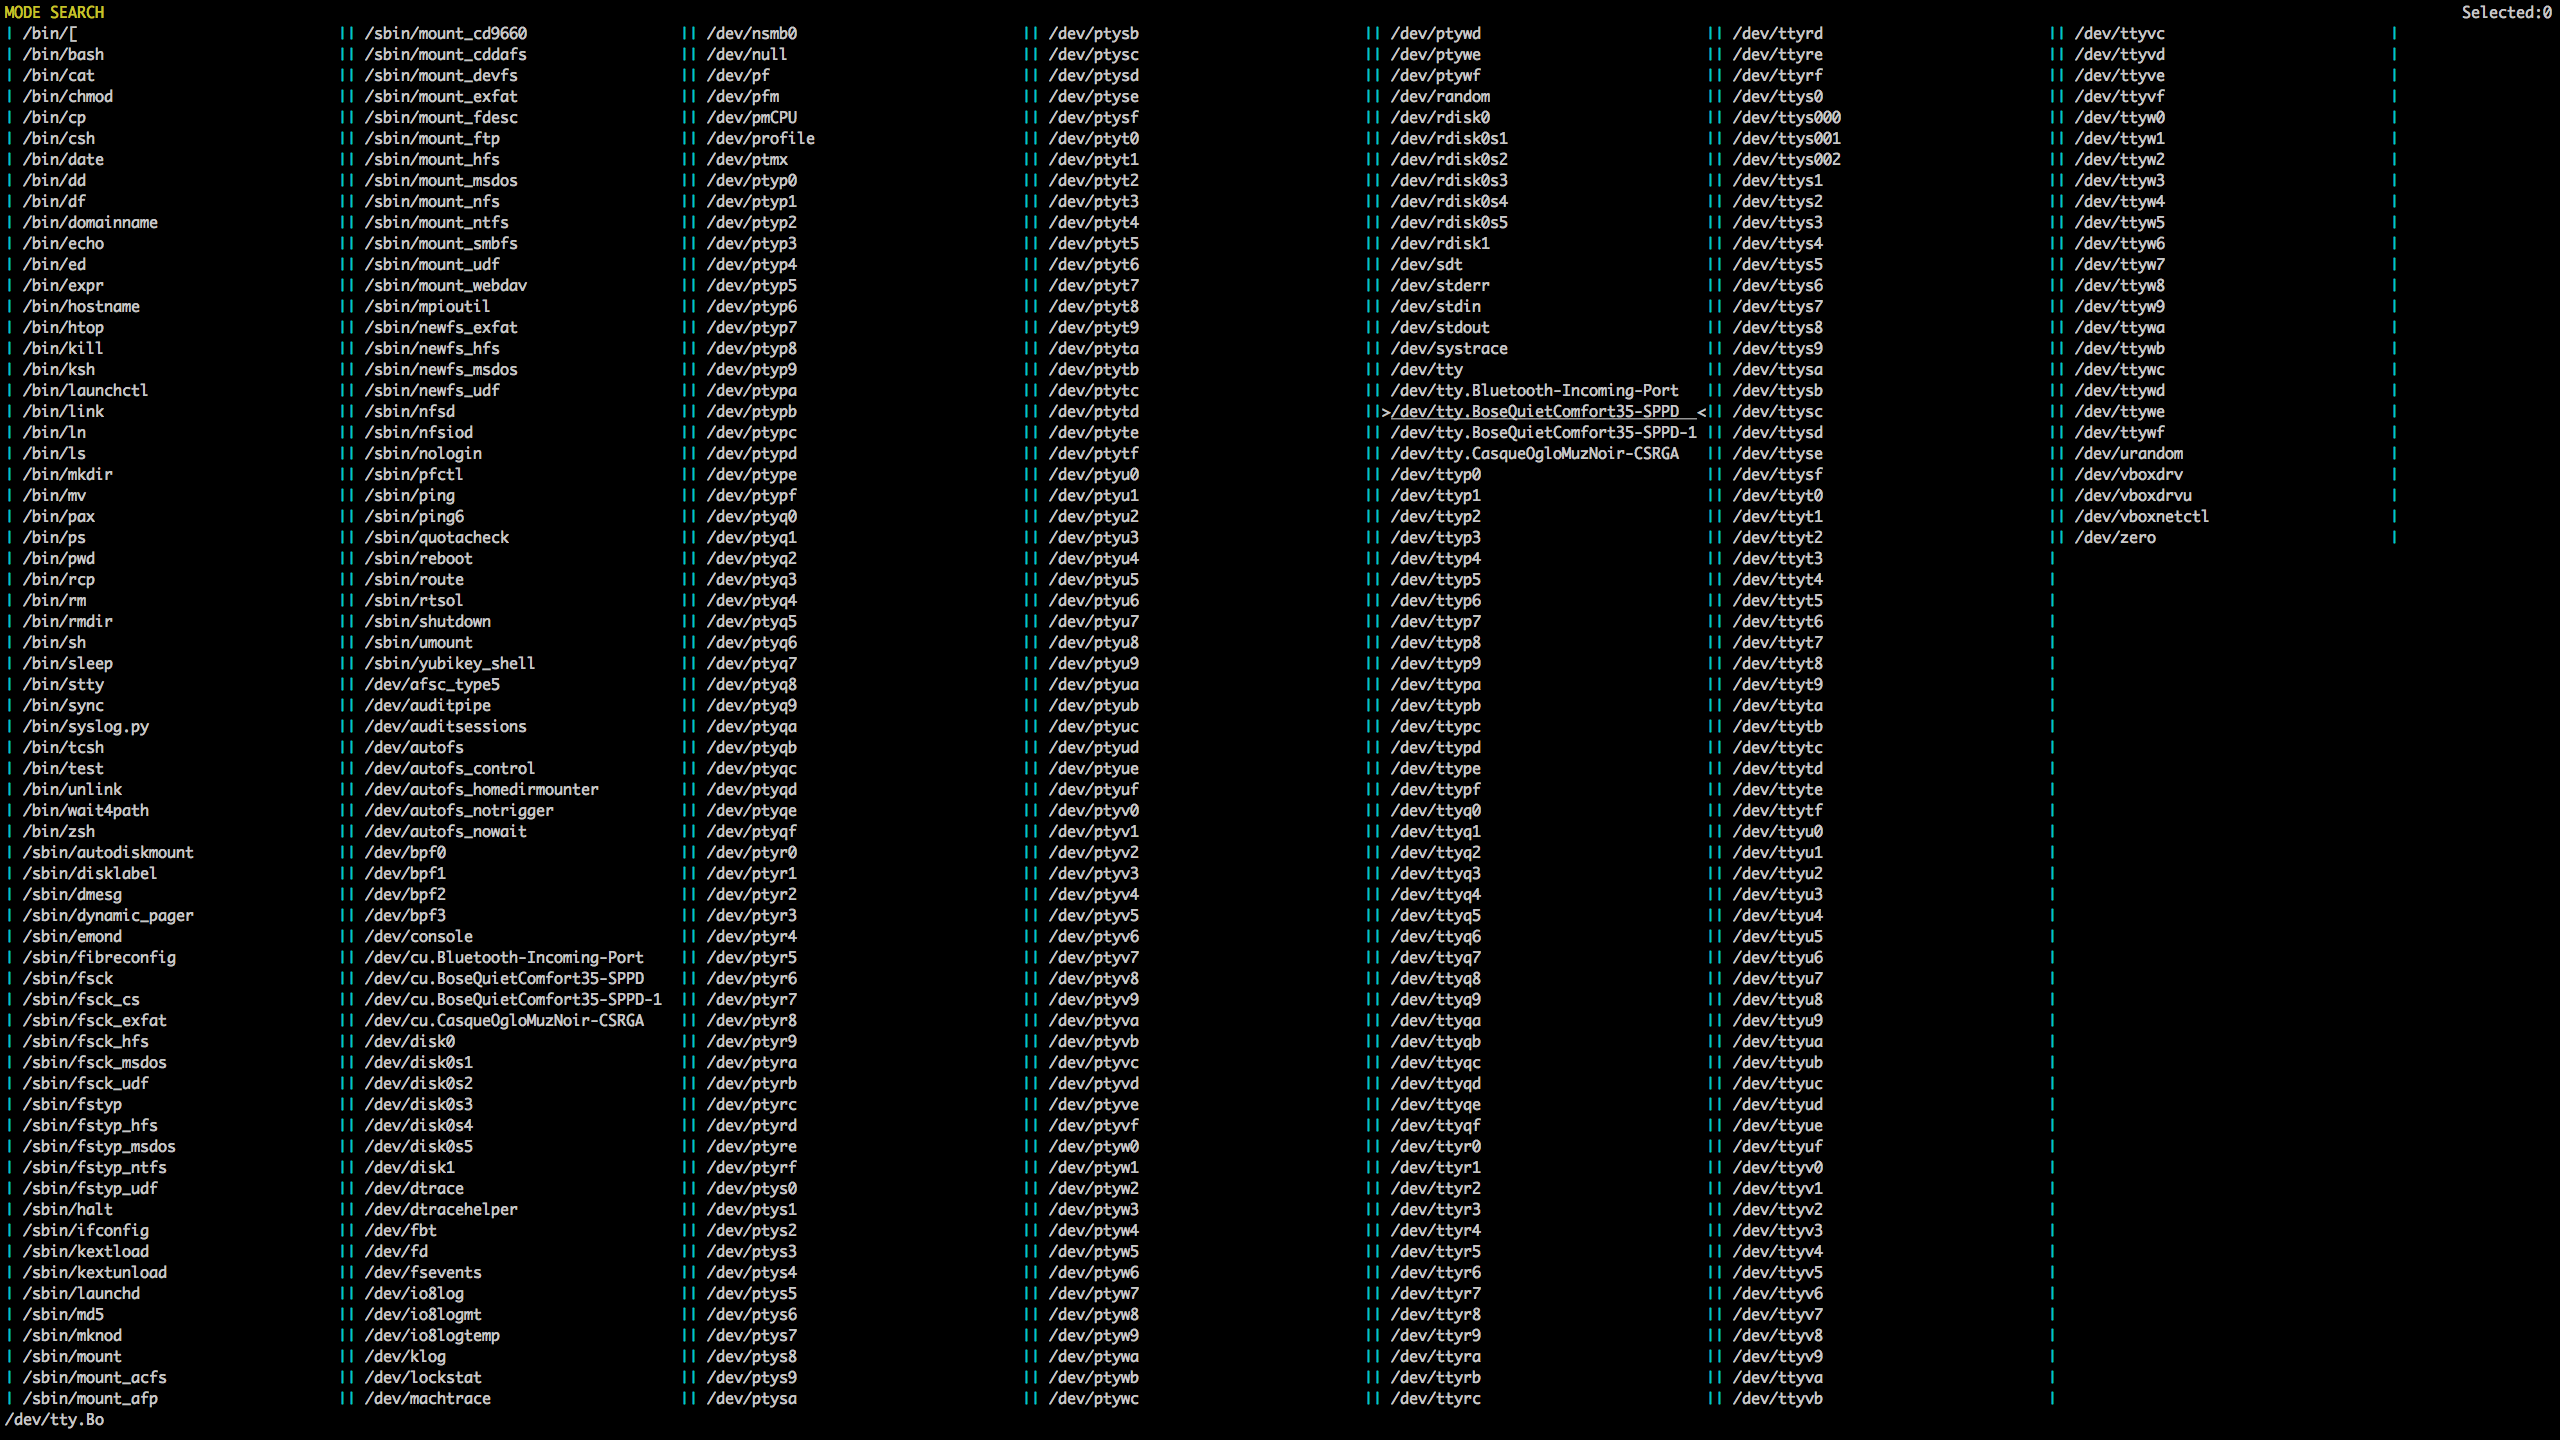 MODE SEARCH
Selected:0
/bin/[
/bin/bash
/bin/cat
/bin/chmod
/bin/cp
/bin/csh
/bin/date
/bin/dd
/bin/df
/bin/domainname
/bin/echo
/bin/ed
/bin/expr
/bin/hostname
/bin/htop
/bin/kill
/bin/ksh
/bin/launchctl
/bin/link
/bin/ln
/bin/ls
/bin/mkdir
/bin/mv
/bin/pax
/bin/ps
/bin/pwd
/bin/rcp
/bin/rm
/bin/rmdir
/bin/sh
/bin/sleep
/bin/stty
/bin/sync
/bin/syslog.py
/bin/tcsh
/bin/test
/bin/unlink
/bin/wait4path
/bin/zsh
/sbin/autodiskmount
/sbin/disklabel
/sbin/dmesg
/sbin/dynamic_pager
/sbin/emond
/sbin/fibreconfig
/sbin/fsck
/sbin/fsck_cs
/sbin/fsck_exfat
/sbin/fsck_hfs
/sbin/fsck_msdos
/sbin/fsck_udf
/sbin/fstyp
/sbin/fstyp_hfs
/sbin/fstyp_msdos
/sbin/fstyp_ntfs
/sbin/fstyp_udf
/sbin/halt
/sbin/ifconfig
/sbin/kextload
/sbin/kextunload
/sbin/launchd
/sbin/md5
/sbin/mknod
/sbin/mount
/sbin/mount_acfs
/sbin/mount_afp
/sbin/mount_cd9660
/sbin/mount_cddafs
/sbin/mount_devfs
/sbin/mount_exfat
/sbin/mount_fdesc
/sbin/mount_ftp
/sbin/mount_hfs
/sbin/mount_msdos
/sbin/mount_nfs
/sbin/mount_ntfs
/sbin/mount_smbfs
/sbin/mount_udf
/sbin/mount_webdav
/sbin/mpioutil
/sbin/newfs_exfat
/sbin/newfs_hfs
/sbin/newfs_msdos
/sbin/newfs_udf
/sbin/nfsd
/sbin/nfsiod
/sbin/nologin
/sbin/pfctl
/sbin/ping
/sbin/ping6
/sbin/quotacheck
/sbin/reboot
/sbin/route
/sbin/rtsol
/sbin/shutdown
/sbin/umount
/sbin/yubikey_shell
/dev/afsc_type5
/dev/auditpipe
/dev/auditsessions
/dev/autofs
/dev/autofs_control
/dev/autofs_homedirmounter
/dev/autofs_notrigger
/dev/autofs_nowait
/dev/bpf0
/dev/bpf1
/dev/bpf2
/dev/bpf3
/dev/console
/dev/cu.Bluetooth-Incoming-Port
/dev/cu.BoseQuietComfort35-SPPD
/dev/cu.BoseQuietComfort35-SPPD-1
/dev/cu.CasqueOgloMuzNoir-CSRGA
/dev/disk0
/dev/disk0s1
/dev/disk0s2
/dev/disk0s3
/dev/disk0s4
/dev/disk0s5
/dev/disk1
/dev/dtrace
/dev/dtracehelper
/dev/fbt
/dev/fd
/dev/fsevents
/dev/io8log
/dev/io8logmt
/dev/io8logtemp
/dev/klog
/dev/lockstat
/dev/machtrace
/dev/nsmb0
/dev/null
/dev/pf
/dev/pfm
/dev/pmCPU
/dev/profile
/dev/ptmx
/dev/ptyp0
/dev/ptyp1
/dev/ptyp2
/dev/ptyp3
/dev/ptyp4
/dev/ptyp5
/dev/ptyp6
/dev/ptyp7
/dev/ptyp8
/dev/ptyp9
/dev/ptypa
/dev/ptypb
/dev/ptypc
/dev/ptypd
/dev/ptype
/dev/ptypf
/dev/ptyq0
/dev/ptyq1
/dev/ptyq2
/dev/ptyq3
/dev/ptyq4
/dev/ptyq5
/dev/ptyq6
/dev/ptyq7
/dev/ptyq8
/dev/ptyq9
/dev/ptyqa
/dev/ptyqb
/dev/ptyqc
/dev/ptyqd
/dev/ptyqe
/dev/ptyqf
/dev/ptyr0
/dev/ptyr1
/dev/ptyr2
/dev/ptyr3
/dev/ptyr4
/dev/ptyr5
/dev/ptyr6
/dev/ptyr7
/dev/ptyr8
/dev/ptyr9
/dev/ptyra
/dev/ptyrb
/dev/ptyrc
/dev/ptyrd
/dev/ptyre
/dev/ptyrf
/dev/ptys0
/dev/ptys1
/dev/ptys2
/dev/ptys3
/dev/ptys4
/dev/ptys5
/dev/ptys6
/dev/ptys7
/dev/ptys8
/dev/ptys9
/dev/ptysa
/dev/ptysb
/dev/ptysc
/dev/ptysd
/dev/ptyse
/dev/ptysf
/dev/ptyt0
/dev/ptyt1
/dev/ptyt2
/dev/ptyt3
/dev/ptyt4
/dev/ptyt5
/dev/ptyt6
/dev/ptyt7
/dev/ptyt8
/dev/ptyt9
/dev/ptyta
/dev/ptytb
/dev/ptytc
/dev/ptytd
/dev/ptyte
/dev/ptytf
/dev/ptyu0
/dev/ptyu1
/dev/ptyu2
/dev/ptyu3
/dev/ptyu4
/dev/ptyu5
/dev/ptyu6
/dev/ptyu7
/dev/ptyu8
/dev/ptyu9
/dev/ptyua
/dev/ptyub
/dev/ptyuc
/dev/ptyud
/dev/ptyue
/dev/ptyuf
/dev/ptyv0
/dev/ptyv1
/dev/ptyv2
/dev/ptyv3
/dev/ptyv4
/dev/ptyv5
/dev/ptyv6
/dev/ptyv7
/dev/ptyv8
/dev/ptyv9
/dev/ptyva
/dev/ptyvb
/dev/ptyvc
/dev/ptyvd
/dev/ptyve
/dev/ptyvf
/dev/ptyw0
/dev/ptyw1
/dev/ptyw2
/dev/ptyw3
/dev/ptyw4
/dev/ptyw5
/dev/ptyw6
/dev/ptyw7
/dev/ptyw8
/dev/ptyw9
/dev/ptywa
/dev/ptywb
/dev/ptywc
/dev/ptywd
/dev/ptywe
/dev/ptywf
/dev/random
/dev/rdisk0
/dev/rdisk0s1
/dev/rdisk0s2
/dev/rdisk0s3
/dev/rdisk0s4
/dev/rdisk0s5
/dev/rdisk1
/dev/sdt
/dev/stderr
/dev/stdin
/dev/stdout
/dev/systrace
/dev/tty
/dev/tty.Bluetooth-Incoming-Port
>/dev/tty.BoseQuietComfort35-SPPD  <
/dev/tty.BoseQuietComfort35-SPPD-1
/dev/tty.CasqueOgloMuzNoir-CSRGA
/dev/ttyp0
/dev/ttyp1
/dev/ttyp2
/dev/ttyp3
/dev/ttyp4
/dev/ttyp5
/dev/ttyp6
/dev/ttyp7
/dev/ttyp8
/dev/ttyp9
/dev/ttypa
/dev/ttypb
/dev/ttypc
/dev/ttypd
/dev/ttype
/dev/ttypf
/dev/ttyq0
/dev/ttyq1
/dev/ttyq2
/dev/ttyq3
/dev/ttyq4
/dev/ttyq5
/dev/ttyq6
/dev/ttyq7
/dev/ttyq8
/dev/ttyq9
/dev/ttyqa
/dev/ttyqb
/dev/ttyqc
/dev/ttyqd
/dev/ttyqe
/dev/ttyqf
/dev/ttyr0
/dev/ttyr1
/dev/ttyr2
/dev/ttyr3
/dev/ttyr4
/dev/ttyr5
/dev/ttyr6
/dev/ttyr7
/dev/ttyr8
/dev/ttyr9
/dev/ttyra
/dev/ttyrb
/dev/ttyrc
/dev/ttyrd
/dev/ttyre
/dev/ttyrf
/dev/ttys0
/dev/ttys000
/dev/ttys001
/dev/ttys002
/dev/ttys1
/dev/ttys2
/dev/ttys3
/dev/ttys4
/dev/ttys5
/dev/ttys6
/dev/ttys7
/dev/ttys8
/dev/ttys9
/dev/ttysa
/dev/ttysb
/dev/ttysc
/dev/ttysd
/dev/ttyse
/dev/ttysf
/dev/ttyt0
/dev/ttyt1
/dev/ttyt2
/dev/ttyt3
/dev/ttyt4
/dev/ttyt5
/dev/ttyt6
/dev/ttyt7
/dev/ttyt8
/dev/ttyt9
/dev/ttyta
/dev/ttytb
/dev/ttytc
/dev/ttytd
/dev/ttyte
/dev/ttytf
/dev/ttyu0
/dev/ttyu1
/dev/ttyu2
/dev/ttyu3
/dev/ttyu4
/dev/ttyu5
/dev/ttyu6
/dev/ttyu7
/dev/ttyu8
/dev/ttyu9
/dev/ttyua
/dev/ttyub
/dev/ttyuc
/dev/ttyud
/dev/ttyue
/dev/ttyuf
/dev/ttyv0
/dev/ttyv1
/dev/ttyv2
/dev/ttyv3
/dev/ttyv4
/dev/ttyv5
/dev/ttyv6
/dev/ttyv7
/dev/ttyv8
/dev/ttyv9
/dev/ttyva
/dev/ttyvb
/dev/ttyvc
/dev/ttyvd
/dev/ttyve
/dev/ttyvf
/dev/ttyw0
/dev/ttyw1
/dev/ttyw2
/dev/ttyw3
/dev/ttyw4
/dev/ttyw5
/dev/ttyw6
/dev/ttyw7
/dev/ttyw8
/dev/ttyw9
/dev/ttywa
/dev/ttywb
/dev/ttywc
/dev/ttywd
/dev/ttywe
/dev/ttywf
/dev/urandom
/dev/vboxdrv
/dev/vboxdrvu
/dev/vboxnetctl
/dev/zero
/dev/tty.Bo